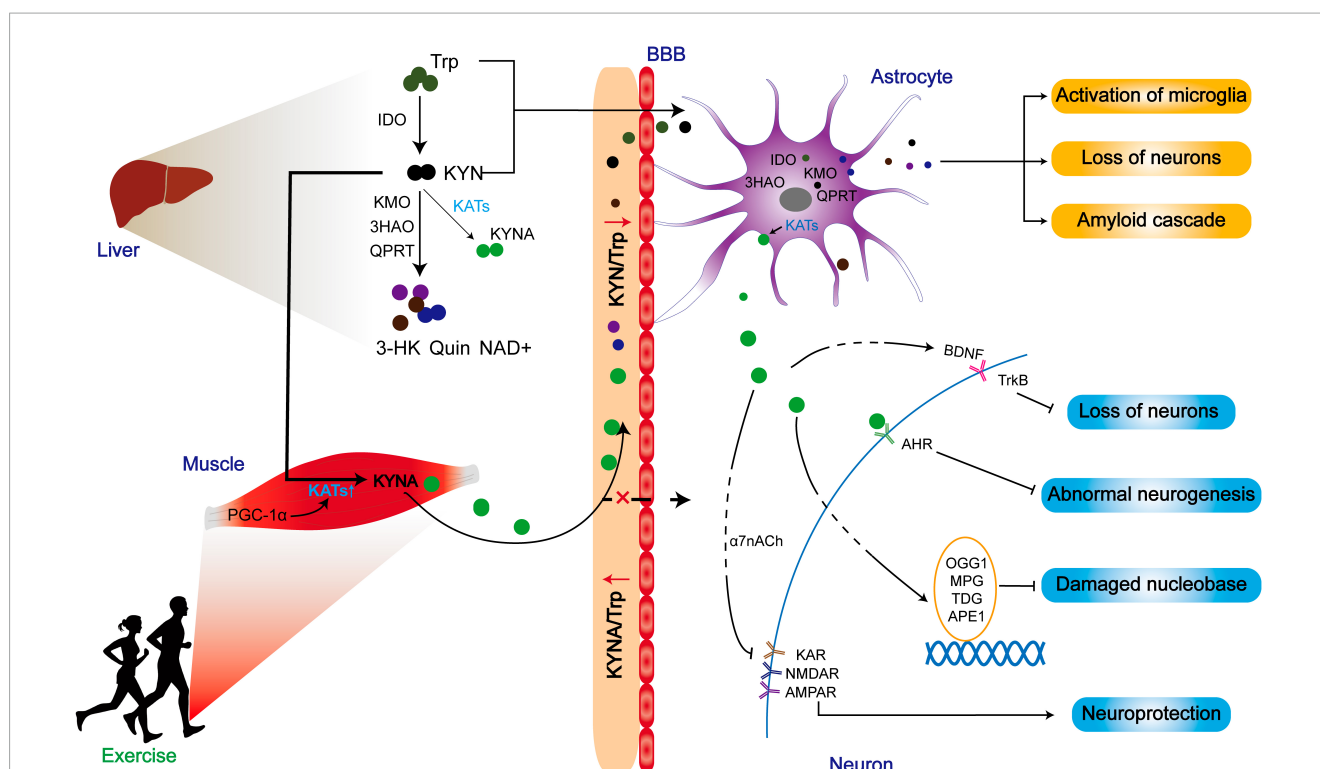 BBB
Trp
Astrocyte
Activation of microglia
IDO
IDO
KMO
3HAO
QPRT
Loss of neurons
KYN
KMO
KATs
3HAO
KYNA
QPRT
KATs
Amyloid cascade
Liver
KYN/Trp
3-HK Quin NAD+
BDNF
TrkB
Loss of neurons
AHR
Muscle
KYNA
KATs↑
PGC-1α
Abnormal neurogenesis
α7nACh
OGG1
MPG
TDG
APE1
Damaged nucleobase
KYNA/Trp
KAR
NMDAR
AMPAR
Neuroprotection
Exercise
Neuron